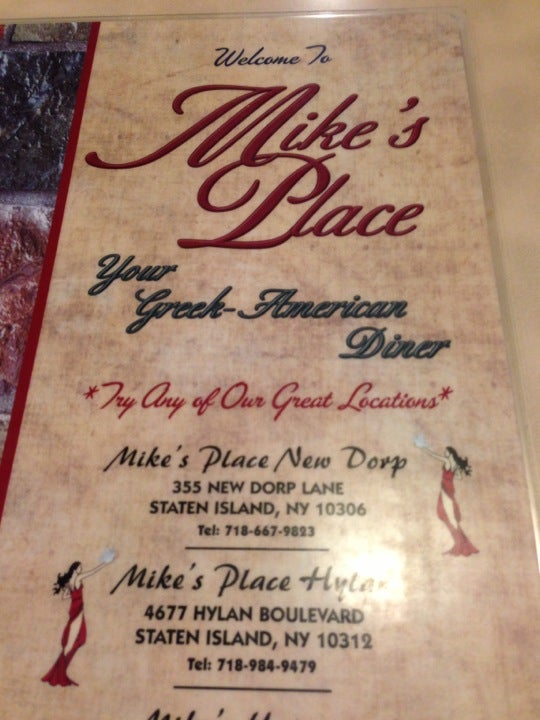 Welcome To
Mike's
Place
Your
Greek-American
Diner
*Try Any of Our Great Locations*
Mike's Place New Dorp
355 NEW DORP LANE
STATEN ISLAND, NY 10306
Tel: 718-667-9823
Mike's Place Hylan
4677 HYLAN BOULEVARD
STATEN ISLAND, NY 10312
Tel: 718-984-9479